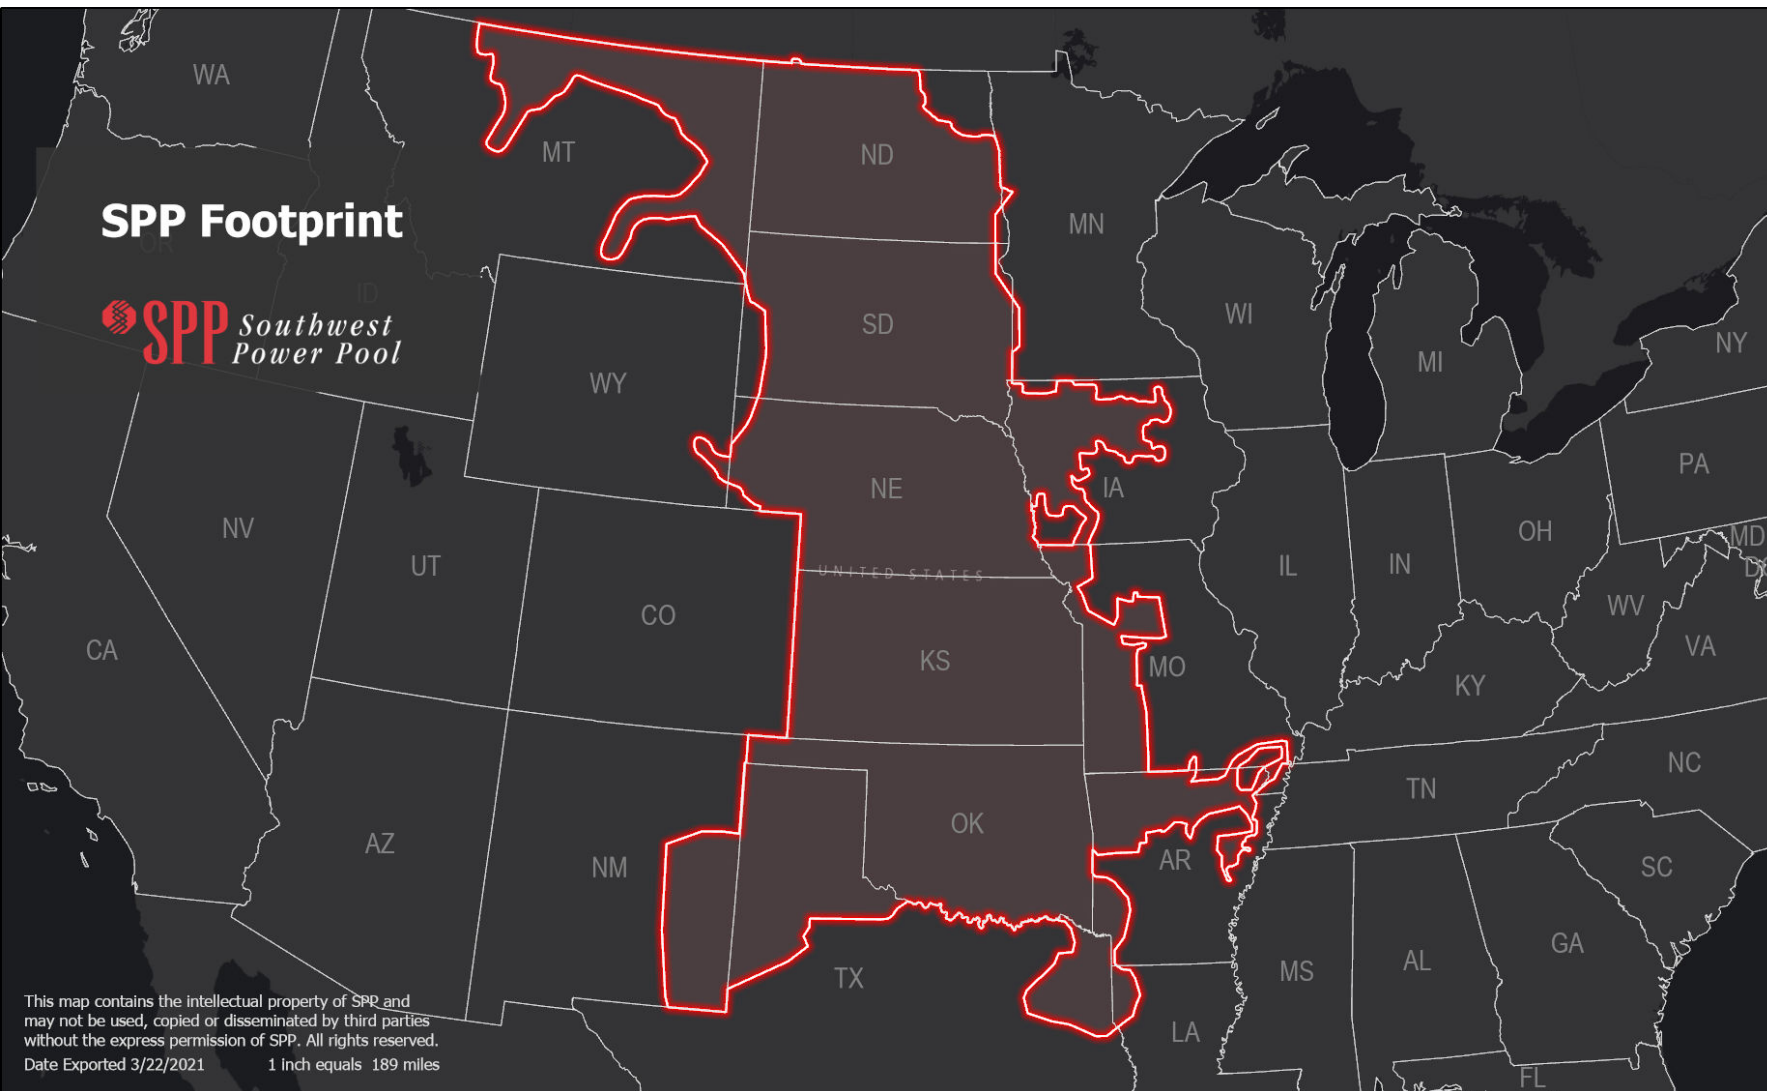 WA
MT
ND
MN
SPP Footprint
OR
ID
SPP Southwest
Power Pool
SD
WI
MI
NY
WY
NE
IA
PA
NV
UT
UNITED STATES
IL
IN
OH
MD
WV
CA
CO
KS
MO
KY
VA
AZ
NM
OK
AR
TN
NC
SC
TX
LA
MS
AL
GA
FL
This map contains the intellectual property of SPP and
may not be used, copied or disseminated by third parties
without the express permission of SPP. All rights reserved.
Date Exported 3/22/2021 1 inch equals 189 miles